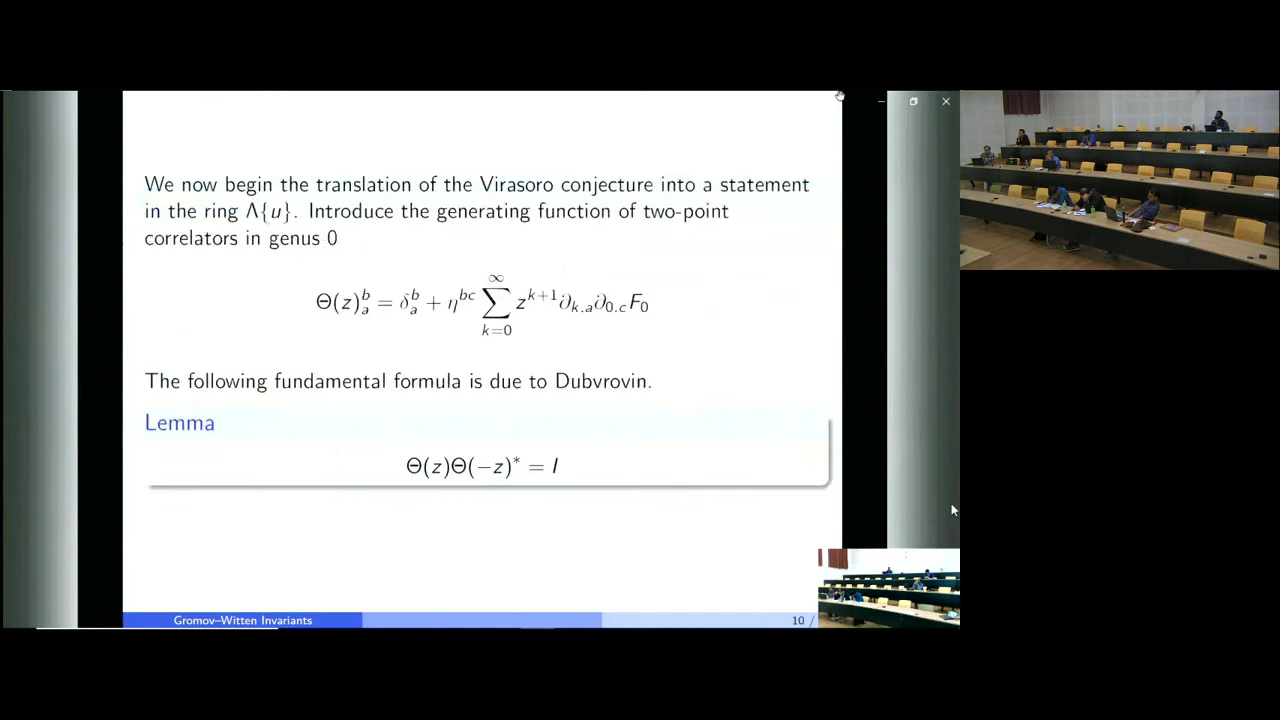 We now begin the translation of the Virasoro conjecture into a statement
in the ring Λ{u}. Introduce the generating function of two-point
correlators in genus 0
Θ(z)_a^b = δ_a^b + η^{bc} ∑_{k=0}^∞ z^{k+1} ∂_{k.a} ∂_{0.c} F_0
The following fundamental formula is due to Dubvrovin.
Lemma
Θ(z)Θ(−z)* = I
Gromov–Witten Invariants
10 /